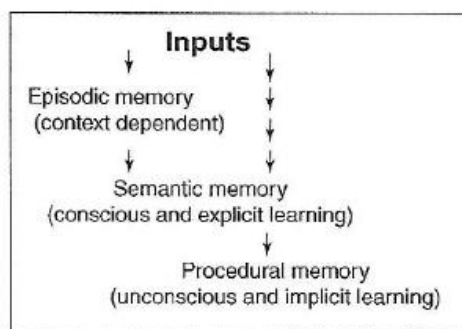 Inputs
Episodic memory
(context dependent)
Semantic memory
(conscious and explicit learning)
Procedural memory
(unconscious and implicit learning)